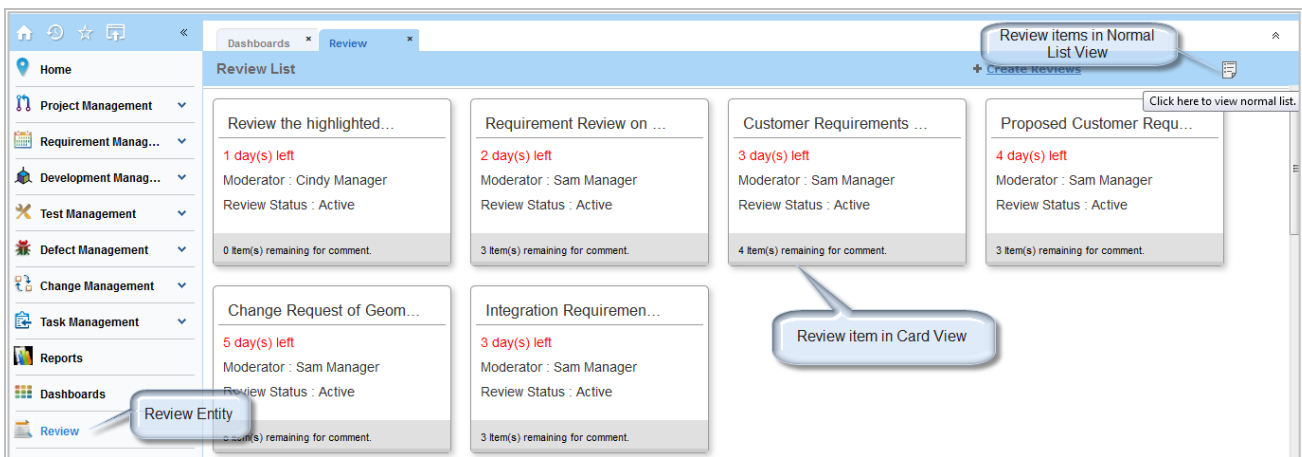 Dashboards
Review
Review items in Normal
List View
Home
Review List
+ Create Reviews
Click here to view normal list.
Project Management
Requirement Manag...
Development Manag...
Test Management
Defect Management
Change Management
Task Management
Reports
Dashboards
Review
Review the highlighted...
1 day(s) left
Moderator : Cindy Manager
Review Status : Active
0 Item(s) remaining for comment.
Requirement Review on ...
2 day(s) left
Moderator : Sam Manager
Review Status : Active
3 Item(s) remaining for comment.
Customer Requirements ...
3 day(s) left
Moderator : Sam Manager
Review Status : Active
4 Item(s) remaining for comment.
Proposed Customer Requ...
4 day(s) left
Moderator : Sam Manager
Review Status : Active
3 Item(s) remaining for comment.
Change Request of Geom...
5 day(s) left
Moderator : Sam Manager
Review Status : Active
Item(s) remaining for comment.
Integration Requiremen...
3 day(s) left
Moderator : Sam Manager
Review Status : Active
3 Item(s) remaining for comment.
Review item in Card View
Review Entity